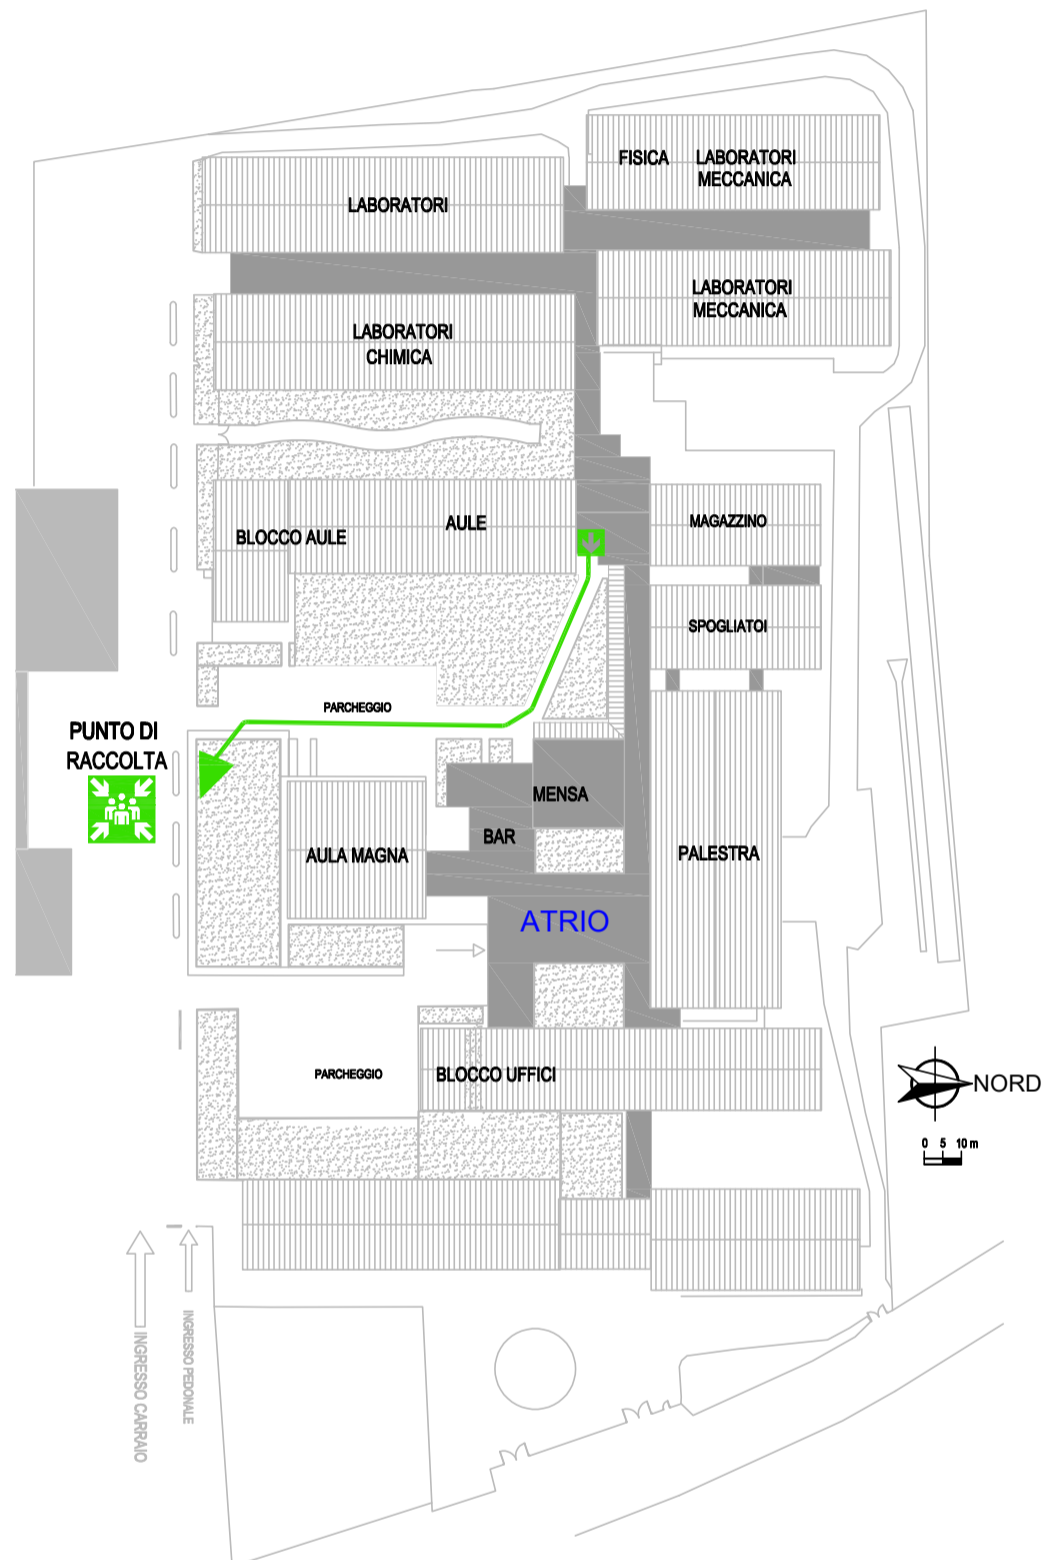 FISICA
LABORATORI
MECCANICA
LABORATORI
LABORATORI
MECCANICA
LABORATORI
CHIMICA
AULE
BLOCCO AULE
MAGAZZINO
SPOGLIATOI
PARCHEGGIO
PUNTO DI
RACCOLTA
MENSA
BAR
AULA MAGNA
PALESTRA
ATRIO
PARCHEGGIO
BLOCCO UFFICI
NORD
0 5 10 m
INGRESSO CARRAIO
INGRESSO PEDONALE